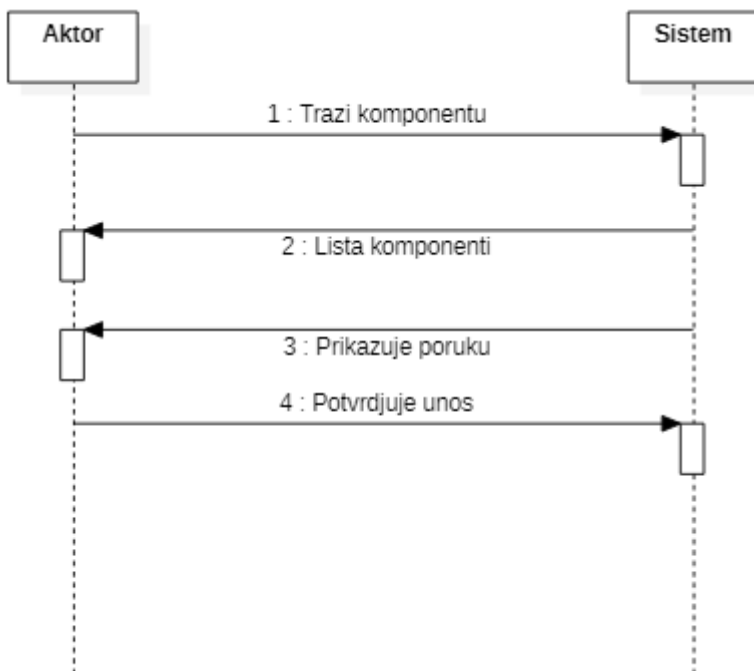 Aktor
Sistem
1 : Trazi komponentu
2 : Lista komponenti
3 : Prikazuje poruku
4 : Potvrdjuje unos